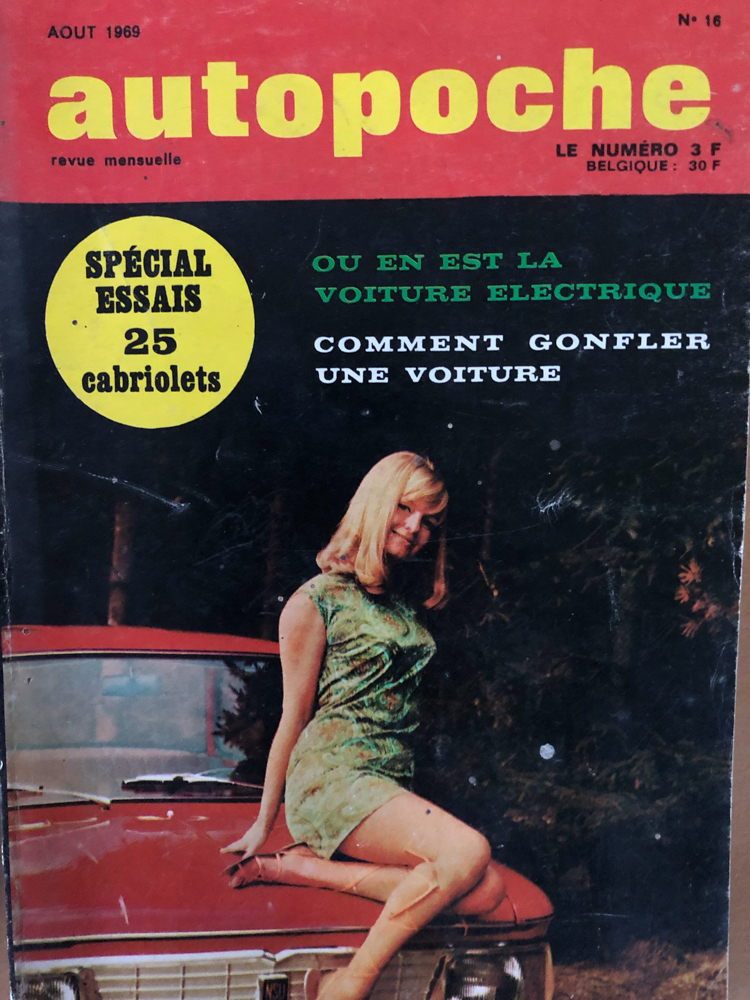 AOUT 1969
N° 16
autopoche
revue mensuelle
LE NUMÉRO 3 F
BELGIQUE : 30 F
SPÉCIAL
ESSAIS
25
cabriolets
OU EN EST LA
VOITURE ELECTRIQUE
COMMENT GONFLER
UNE VOITURE
NSU